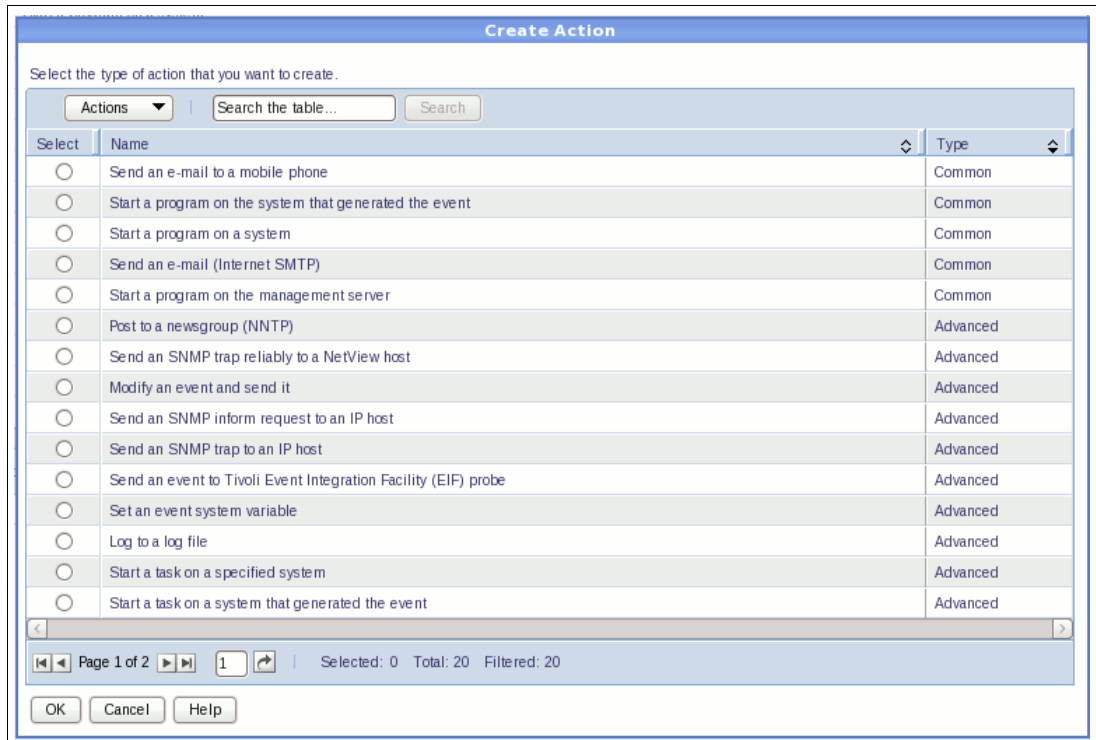 Create Action
Select the type of action that you want to create.
Actions Search the table... Search
Select Name Type
Send an e-mail to a mobile phone Common
Start a program on the system that generated the event Common
Start a program on a system Common
Send an e-mail (Internet SMTP) Common
Start a program on the management server Common
Post to a newsgroup (NNTP) Advanced
Send an SNMP trap reliably to a NetView host Advanced
Modify an event and send it Advanced
Send an SNMP inform request to an IP host Advanced
Send an SNMP trap to an IP host Advanced
Send an event to Tivoli Event Integration Facility (EIF) probe Advanced
Set an event system variable Advanced
Log to a log file Advanced
Start a task on a specified system Advanced
Start a task on a system that generated the event Advanced
Page 1 of 2 1 Selected: 0 Total: 20 Filtered: 20
OK Cancel Help